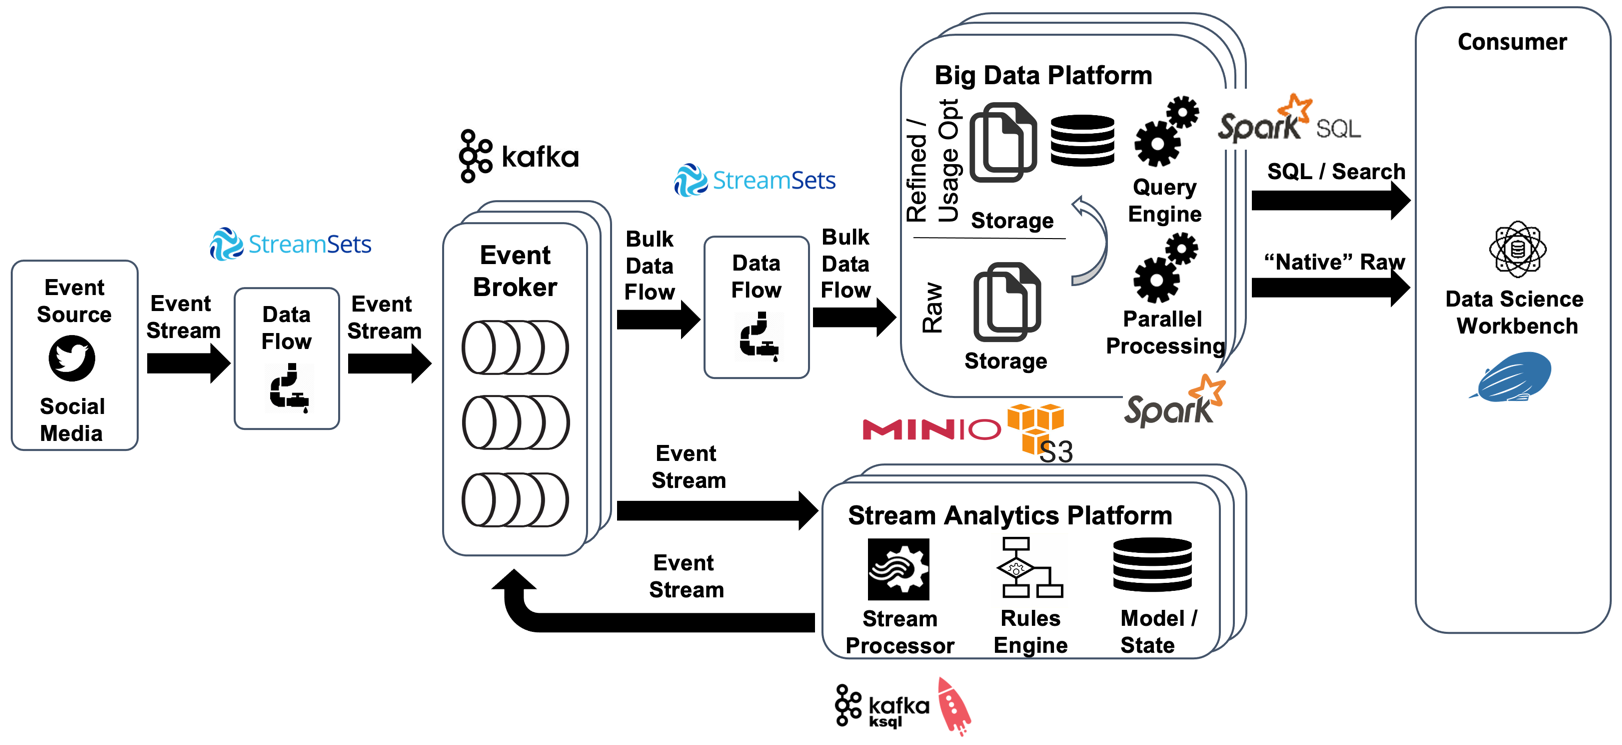 Event
Source
Social
Media
Event
Stream
StreamSets
Data
Flow
Event
Stream
kafka
Event
Broker
Bulk
Data
Flow
StreamSets
Data
Flow
Bulk
Data
Flow
Big Data Platform
Refined /
Usage Opt
Storage
Query
Engine
Raw
Storage
Parallel
Processing
Spark SQL
SQL / Search
“Native” Raw
Spark
MINIO
S3
Consumer
Data Science
Workbench
Event
Stream
Event
Stream
Stream Analytics Platform
Stream
Processor
Rules
Engine
Model /
State
kafka
ksql